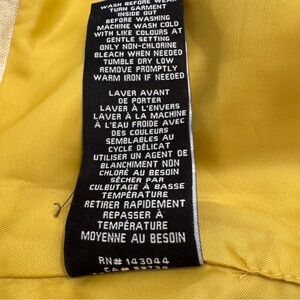 WASH BEFORE WEAR
TURN GARMENT
INSIDE OUT
BEFORE WASHING
MACHINE WASH COLD
WITH LIKE COLOURS AT
GENTLE SETTING
ONLY NON-CHLORINE
BLEACH WHEN NEEDED
TUMBLE DRY LOW
REMOVE PROMPTLY
WARM IRON IF NEEDED
LAVER AVANT
DE PORTER
LAVER À L'ENVERS
LAVER À LA MACHINE
À L'EAU FROIDE AVEC
DES COULEURS
SEMBLABLES AU
CYCLE DÉLICAT
UTILISER UN AGENT DE
BLANCHIMENT NON
CHLORÉ AU BESOIN
SÉCHER PAR
CULBUTAGE À BASSE
TEMPÉRATURE
RETIRER RAPIDEMENT
REPASSER À
TEMPÉRATURE
MOYENNE AU BESOIN
RN# 143044
CA#